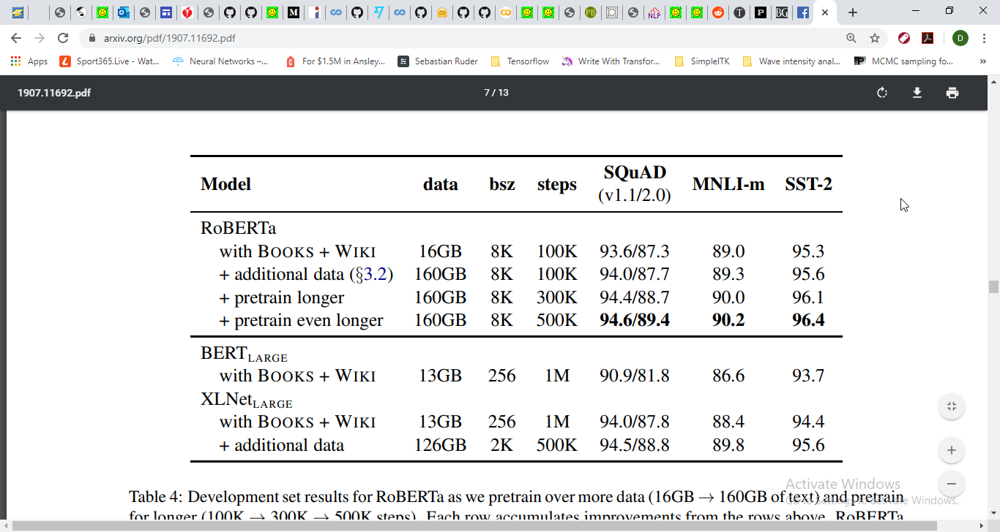 arxiv.org/pdf/1907.11692.pdf
D
Apps Sport365.Live - Wat... Neural Networks –... For $1.5M in Ansley... Sebastian Ruder Tensorflow Write With Transfor... SimpleITK Wave intensity anal... MCMC sampling fo... »
1907.11692.pdf 7 / 13
Model data bsz steps SQuAD (v1.1/2.0) MNLI-m SST-2
RoBERTa
with BOOKS + WIKI 16GB 8K 100K 93.6/87.3 89.0 95.3
+ additional data (§3.2) 160GB 8K 100K 94.0/87.7 89.3 95.6
+ pretrain longer 160GB 8K 300K 94.4/88.7 90.0 96.1
+ pretrain even longer 160GB 8K 500K 94.6/89.4 90.2 96.4
BERTLARGE
with BOOKS + WIKI 13GB 256 1M 90.9/81.8 86.6 93.7
XLNetLARGE
with BOOKS + WIKI 13GB 256 1M 94.0/87.8 88.4 94.4
+ additional data 126GB 2K 500K 94.5/88.8 89.8 95.6
Activate Windows
Go to Settings to activate Windows.
Table 4: Development set results for RoBERTa as we pretrain over more data (16GB → 160GB of text) and pretrain
for longer (100K → 300K → 500K steps). Each row accumulates improvements from the rows above. RoBERTa